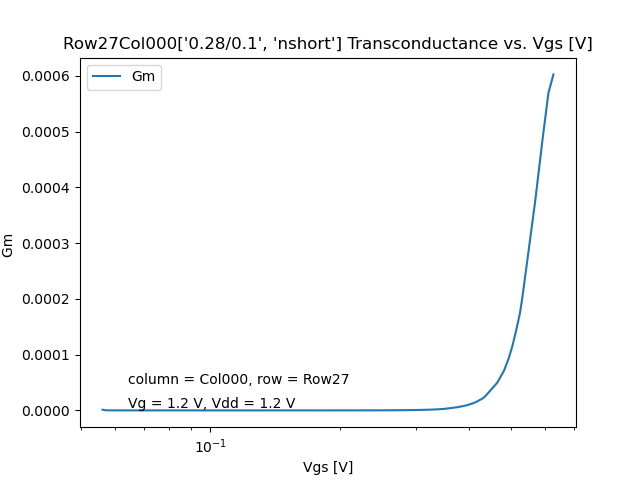 Row27Col000['0.28/0.1', 'nshort'] Transconductance vs. Vgs [V]
Gm
0.0006
0.0005
0.0004
0.0003
0.0002
0.0001
0.0000
Gm
column = Col000, row = Row27
Vg = 1.2 V, Vdd = 1.2 V
10⁻¹
Vgs [V]